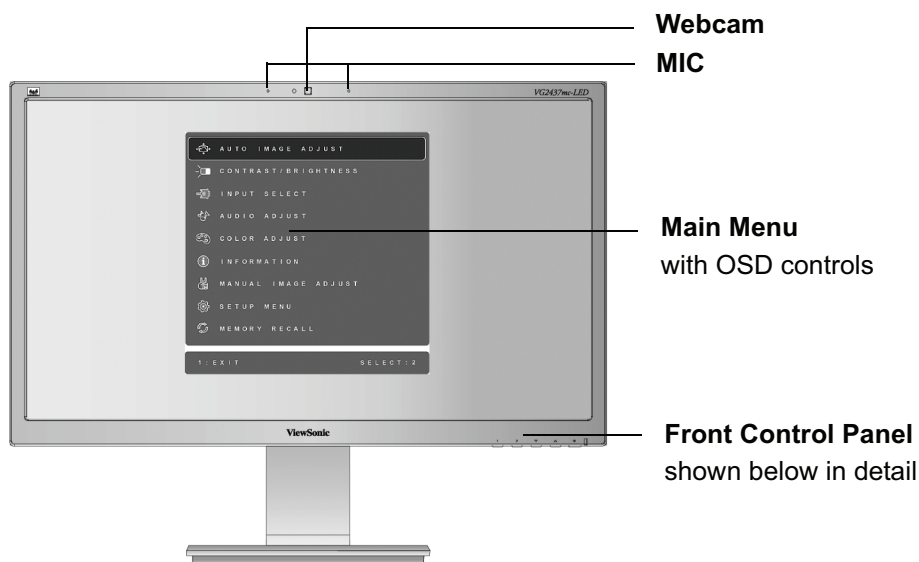 Webcam
MIC
VG2437mc-LED
AUTO IMAGE ADJUST
CONTRAST/BRIGHTNESS
INPUT SELECT
AUDIO ADJUST
COLOR ADJUST
INFORMATION
MANUAL IMAGE ADJUST
SETUP MENU
MEMORY RECALL
1:EXIT SELECT:2
Main Menu
with OSD controls
ViewSonic
1 2
Front Control Panel
shown below in detail